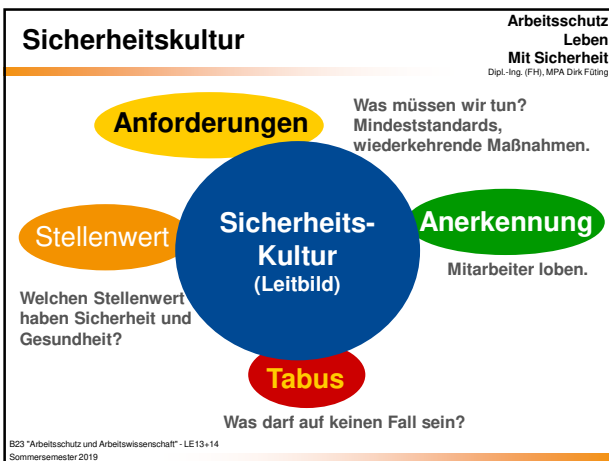 Sicherheitskultur
Arbeitsschutz
Leben
Mit Sicherheit
Dipl.-Ing. (FH), MPA Dirk Füting
Anforderungen
Was müssen wir tun?
Mindeststandards,
wiederkehrende Maßnahmen.
Stellenwert
Sicherheits-
Kultur
(Leitbild)
Anerkennung
Mitarbeiter loben.
Welchen Stellenwert
haben Sicherheit und
Gesundheit?
Tabus
Was darf auf keinen Fall sein?
B23 "Arbeitsschutz und Arbeitswissenschaft" - LE13+14
Sommersemester 2019